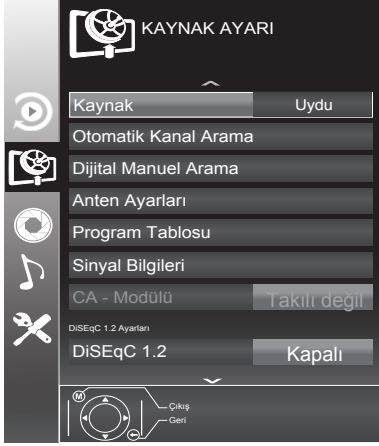 KAYNAK AYARI
Kaynak Uydu
Otomatik Kanal Arama
Dijital Manuel Arama
Anten Ayarları
Program Tablosu
Sinyal Bilgileri
CA - Modülü Takılı değil
DiSEqC 1.2 Ayarları
DiSEqC 1.2 Kapalı
M
Çıkış
Geri